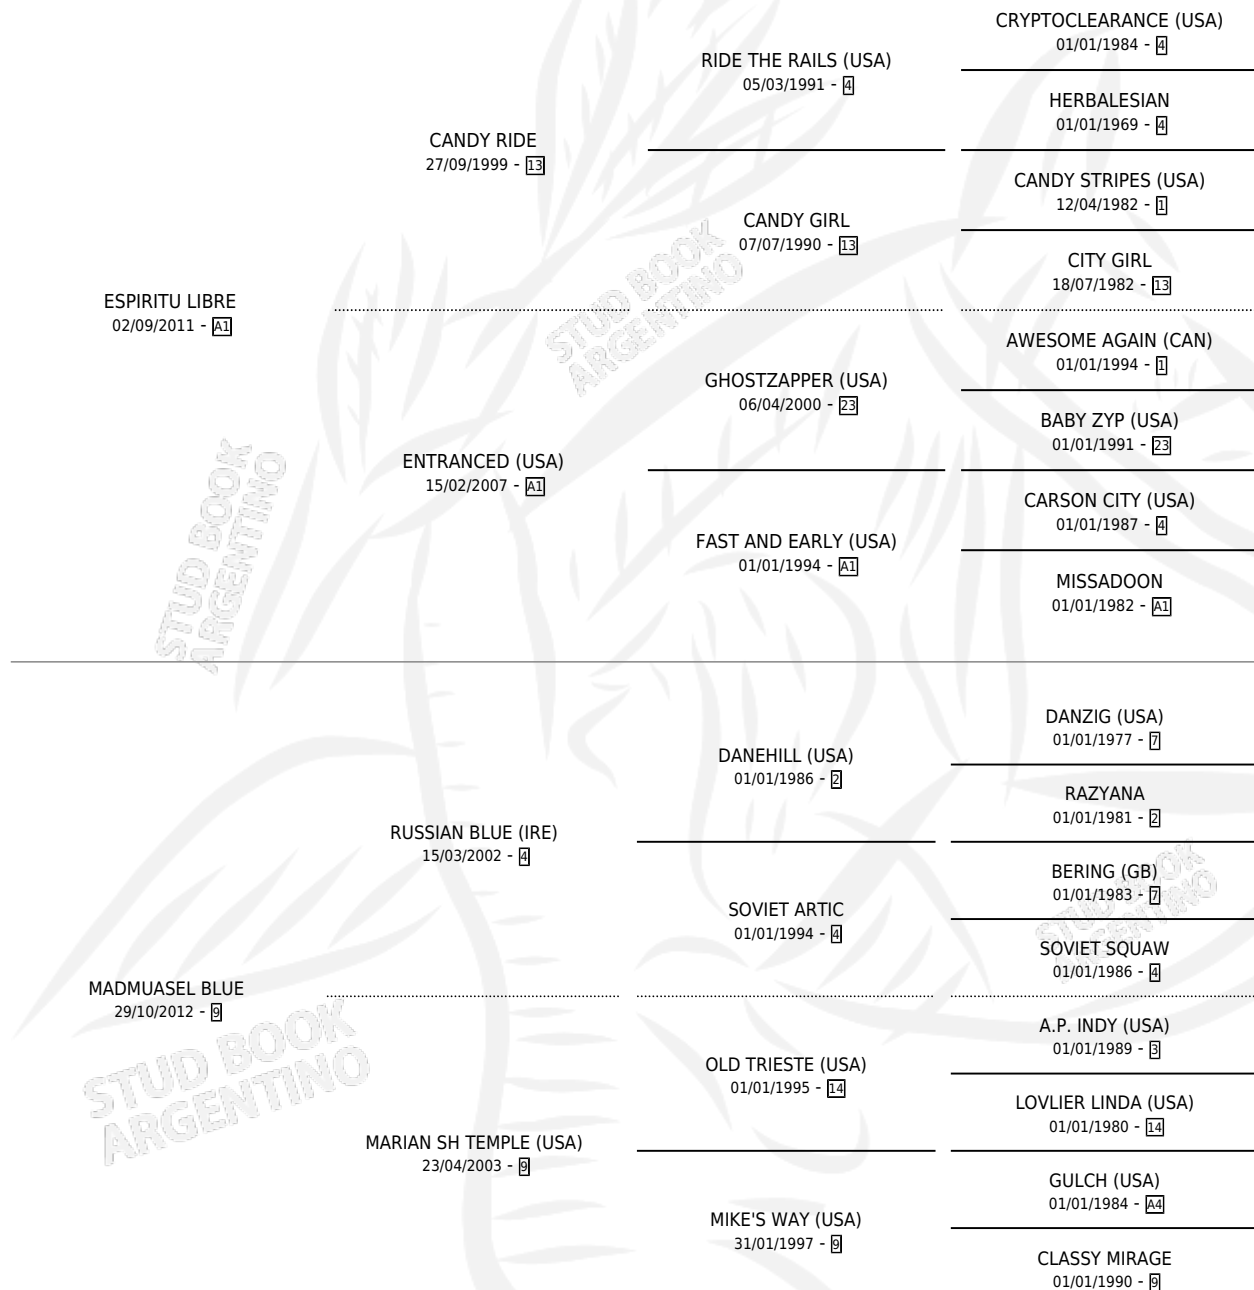 CRYPTOCLEARANCE (USA)
01/01/1984 - 4
RIDE THE RAILS (USA)
05/03/1991 - 4
HERBALESIAN
01/01/1969 - 4
CANDY RIDE
27/09/1999 - 13
CANDY STRIPES (USA)
12/04/1982 - 1
CANDY GIRL
07/07/1990 - 13
CITY GIRL
18/07/1982 - 13
ESPIRITU LIBRE
02/09/2011 - A1
STUD BOOK
ARGENTINO
AWESOME AGAIN (CAN)
01/01/1994 - 1
GHOSTZAPPER (USA)
06/04/2000 - 23
BABY ZYP (USA)
01/01/1991 - 23
ENTRANCED (USA)
15/02/2007 - A1
CARSON CITY (USA)
01/01/1987 - 4
FAST AND EARLY (USA)
01/01/1994 - A1
MISSADOON
01/01/1982 - A1
STUD BOOK
ARGENTINO
DANZIG (USA)
01/01/1977 - 7
DANEHILL (USA)
01/01/1986 - 2
RAZYANA
01/01/1981 - 2
RUSSIAN BLUE (IRE)
15/03/2002 - 4
BERING (GB)
01/01/1983 - 7
STUD BOOK
ARGENTINO
SOVIET ARTIC
01/01/1994 - 4
SOVIET SQUAW
01/01/1986 - 4
MADMUASEL BLUE
29/10/2012 - 9
STUD BOOK
ARGENTINO
A.P. INDY (USA)
01/01/1989 - 3
OLD TRIESTE (USA)
01/01/1995 - 14
LOVLIER LINDA (USA)
01/01/1980 - 14
MARIAN SH TEMPLE (USA)
23/04/2003 - 9
GULCH (USA)
01/01/1984 - A4
MIKE'S WAY (USA)
31/01/1997 - 9
CLASSY MIRAGE
01/01/1990 - 9